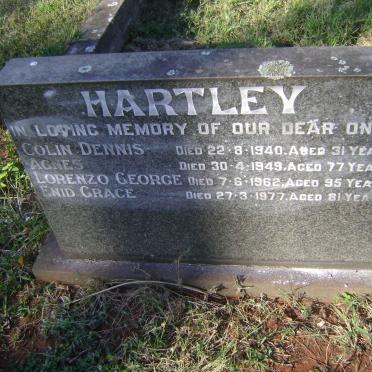 HARTLEY
IN LOVING MEMORY OF OUR DEAR ON
COLIN DENNIS DIED 22-8-1940. AGED 31 YEA
AGNES DIED 30-4-1949. AGED 77 YEA
LORENZO GEORGE DIED 7-6-1962. AGED 95 YEA
ENID GRACE DIED 27-3-1977. AGED 81 YEA